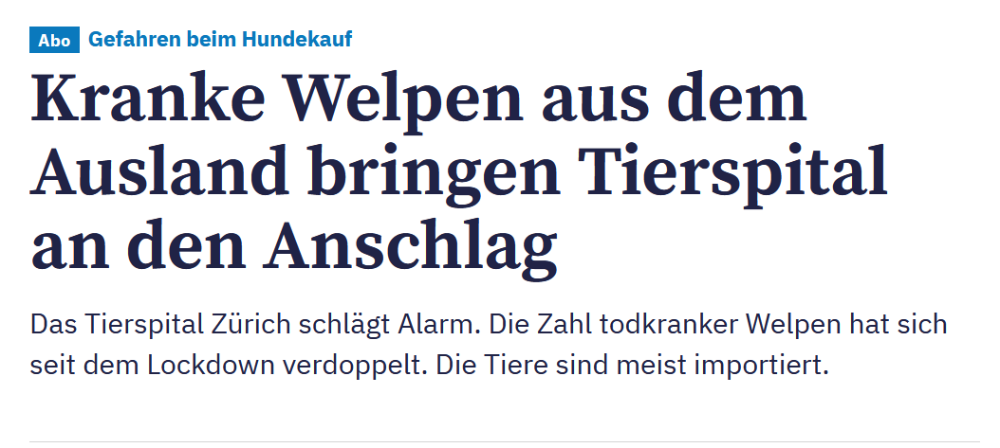 Abo Gefahren beim Hundekauf
Kranke Welpen aus dem
Ausland bringen Tierspital
an den Anschlag
Das Tierspital Zürich schlägt Alarm. Die Zahl todkranker Welpen hat sich
seit dem Lockdown verdoppelt. Die Tiere sind meist importiert.